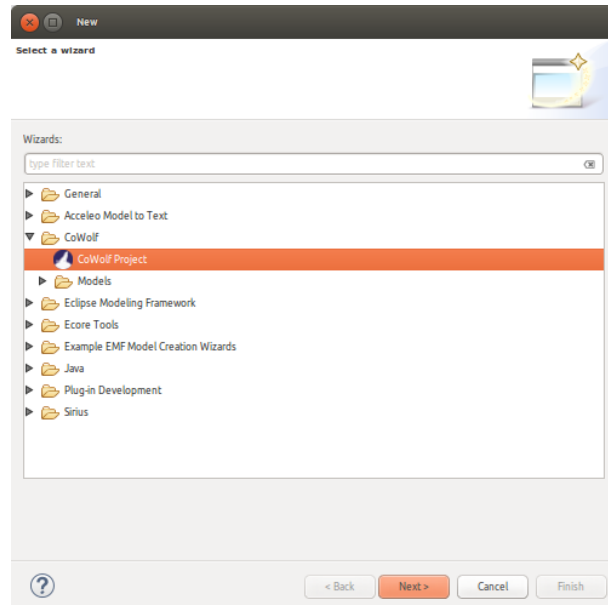 New
Select a wizard
Wizards:
type filter text
General
Acceleo Model to Text
CoWolf
CoWolf Project
Models
Eclipse Modeling Framework
Ecore Tools
Example EMF Model Creation Wizards
Java
Plug-in Development
Sirius
? < Back Next > Cancel Finish